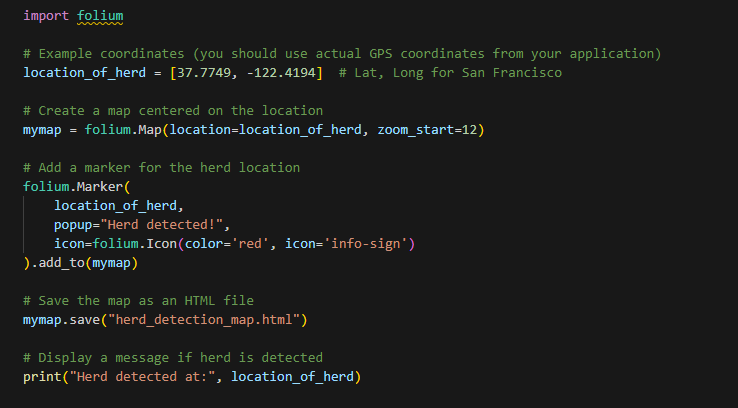 import folium
# Example coordinates (you should use actual GPS coordinates from your application)
location_of_herd = [37.7749, -122.4194]  # Lat, Long for San Francisco
# Create a map centered on the location
mymap = folium.Map(location=location_of_herd, zoom_start=12)
# Add a marker for the herd location
folium.Marker(
    location_of_herd,
    popup="Herd detected!",
    icon=folium.Icon(color='red', icon='info-sign')
).add_to(mymap)
# Save the map as an HTML file
mymap.save("herd_detection_map.html")
# Display a message if herd is detected
print("Herd detected at:", location_of_herd)